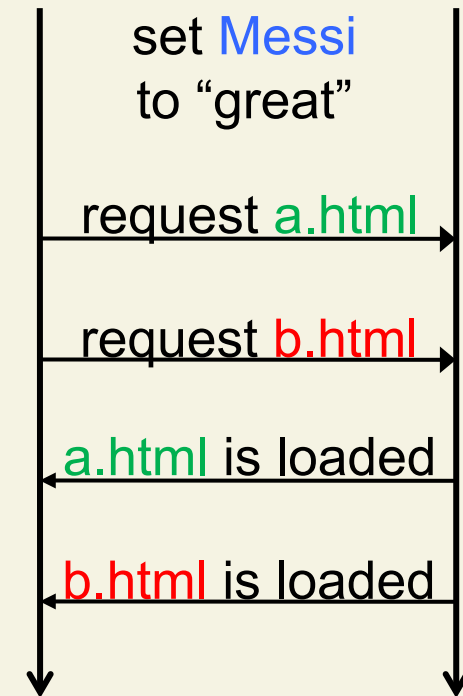 set Messi
to “great”
request a.html
request b.html
a.html is loaded
b.html is loaded